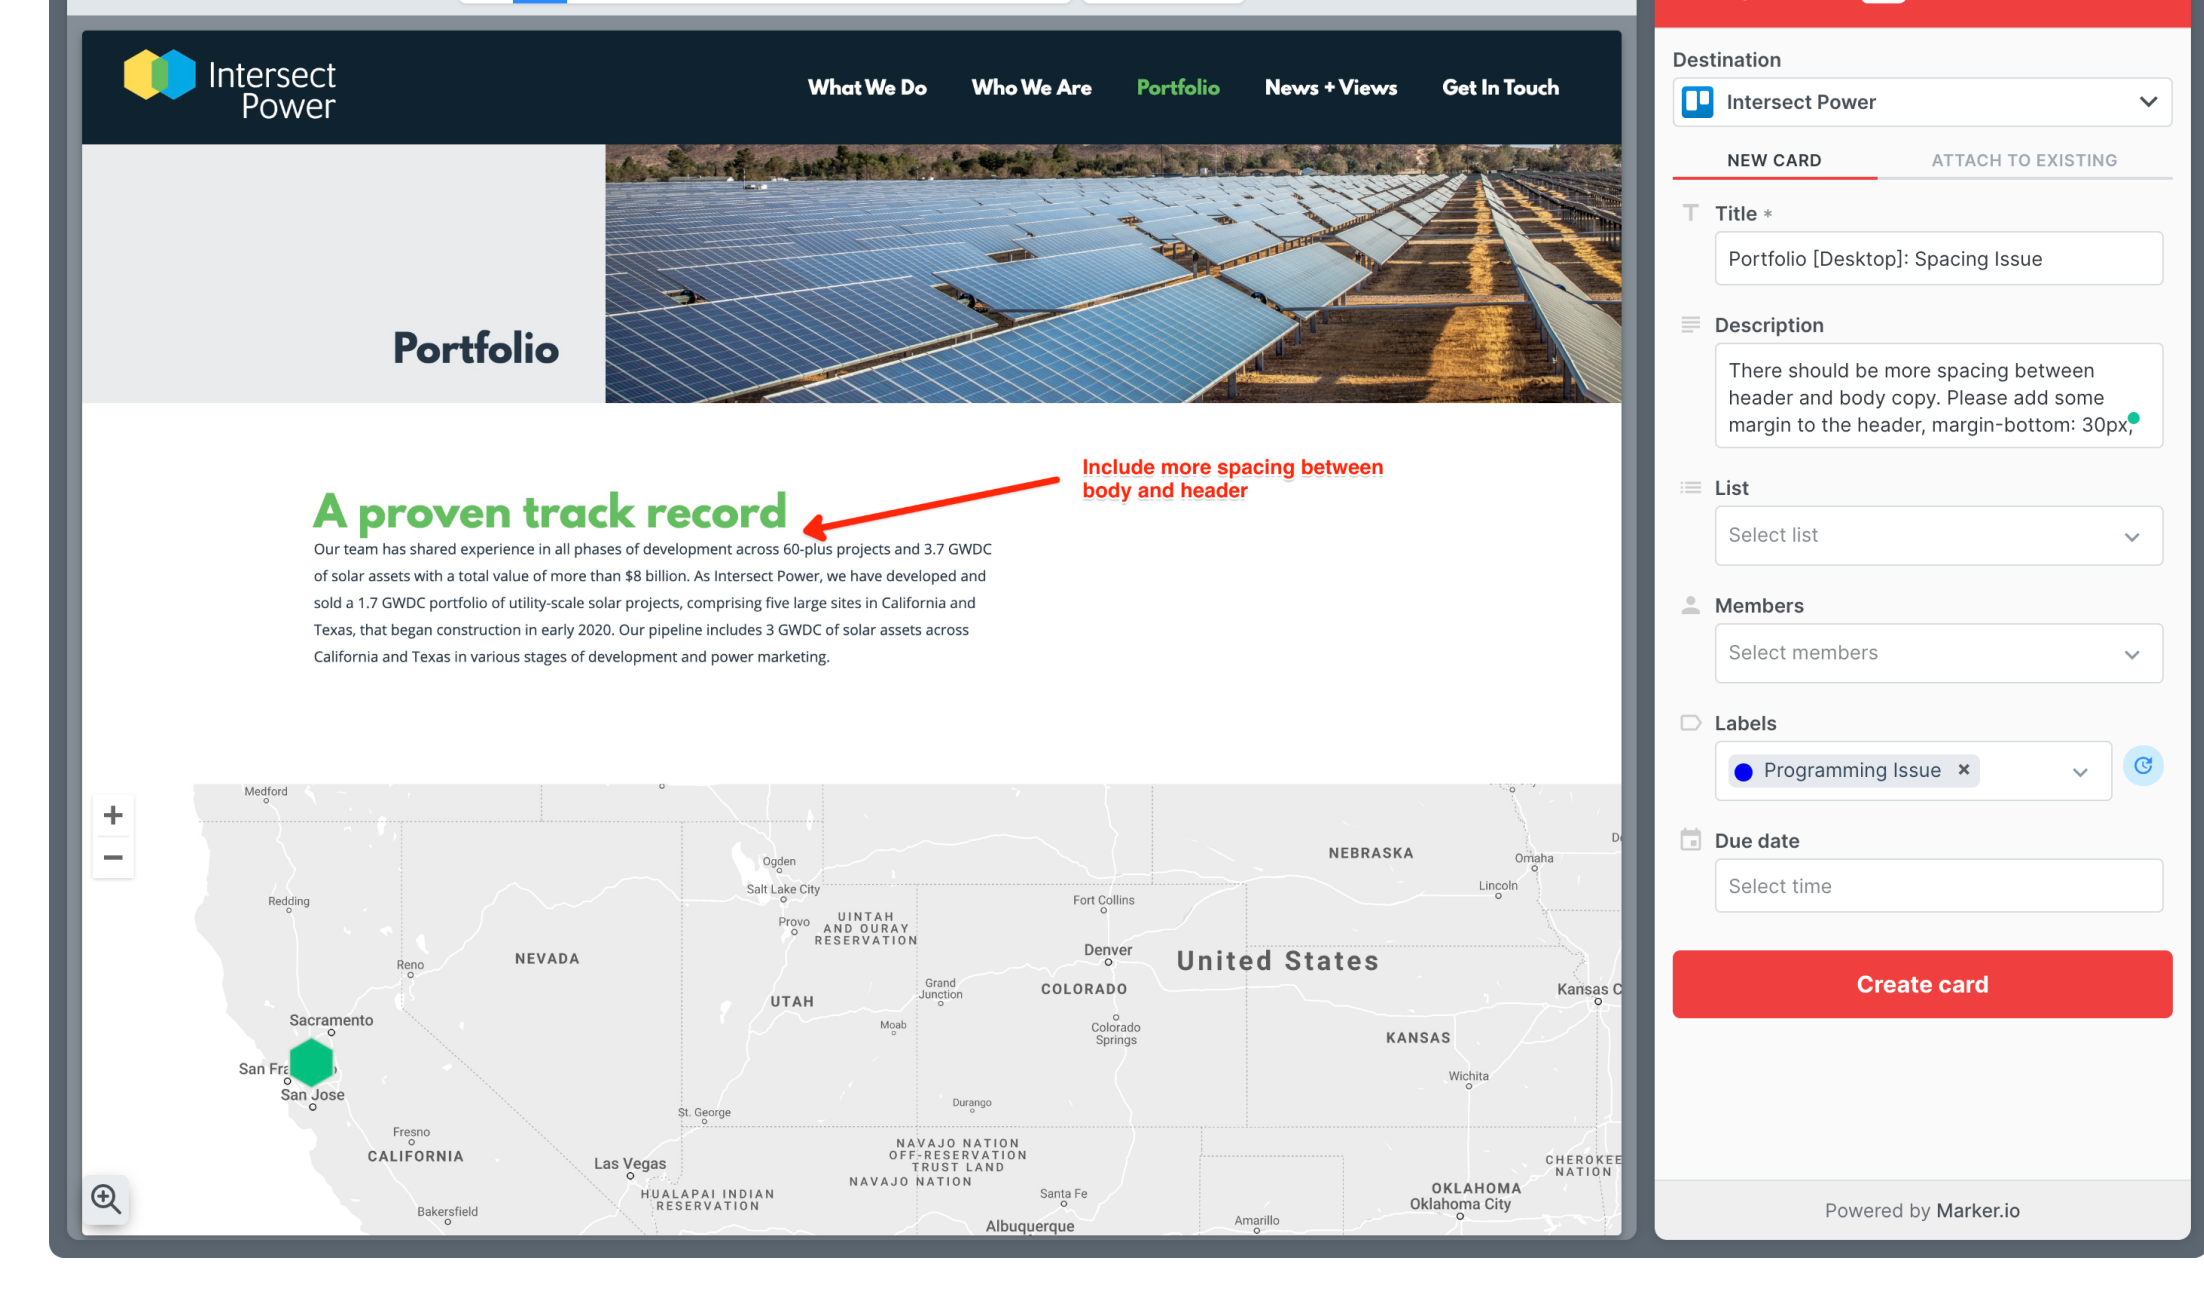 Intersect
Power
What We Do
Who We Are
Portfolio
News + Views
Get In Touch
Portfolio
Include more spacing between
body and header
A proven track record
Our team has shared experience in all phases of development across 60-plus projects and 3.7 GWDC
of solar assets with a total value of more than $8 billion. As Intersect Power, we have developed and
sold a 1.7 GWDC portfolio of utility-scale solar projects, comprising five large sites in California and
Texas, that began construction in early 2020. Our pipeline includes 3 GWDC of solar assets across
California and Texas in various stages of development and power marketing.
+
−
Medford
Redding
Reno
NEVADA
Sacramento
San Jose
Fresno
CALIFORNIA
Bakersfield
Las Vegas
St. George
HUALAPAI INDIAN
RESERVATION
Ogden
Salt Lake City
Provo
UINTAH
AND OURAY
RESERVATION
UTAH
Moab
Grand
Junction
Fort Collins
Denver
COLORADO
Colorado
Springs
Durango
NAVAJO NATION
OFF-RESERVATION
TRUST LAND
NAVAJO NATION
Santa Fe
Albuquerque
Amarillo
United States
NEBRASKA
Omaha
Lincoln
Kansas C
KANSAS
Wichita
CHEROKEE
NATION
OKLAHOMA
Oklahoma City
Destination
Intersect Power
NEW CARD
ATTACH TO EXISTING
Title *
Portfolio [Desktop]: Spacing Issue
Description
There should be more spacing between
header and body copy. Please add some
margin to the header, margin-bottom: 30px;
List
Select list
Members
Select members
Labels
Programming Issue ×
Due date
Select time
Create card
Powered by Marker.io